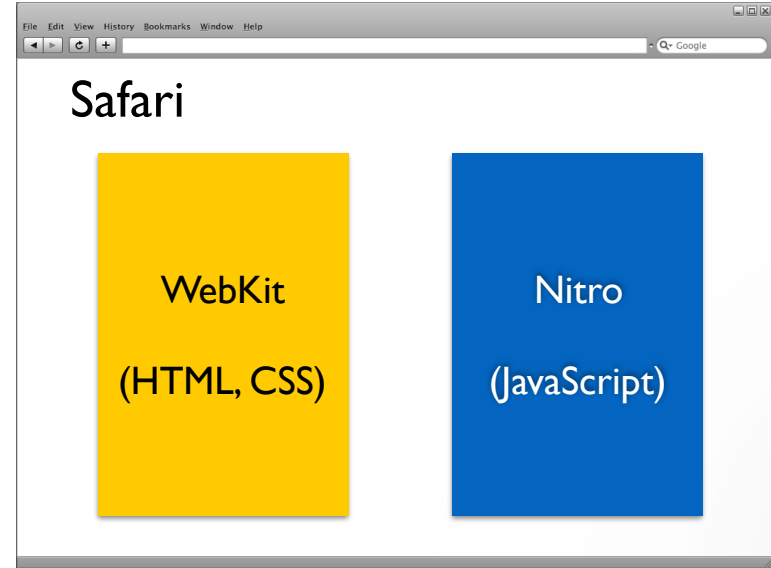 File Edit View History Bookmarks Window Help
Google
Safari
WebKit
(HTML, CSS)
Nitro
(JavaScript)